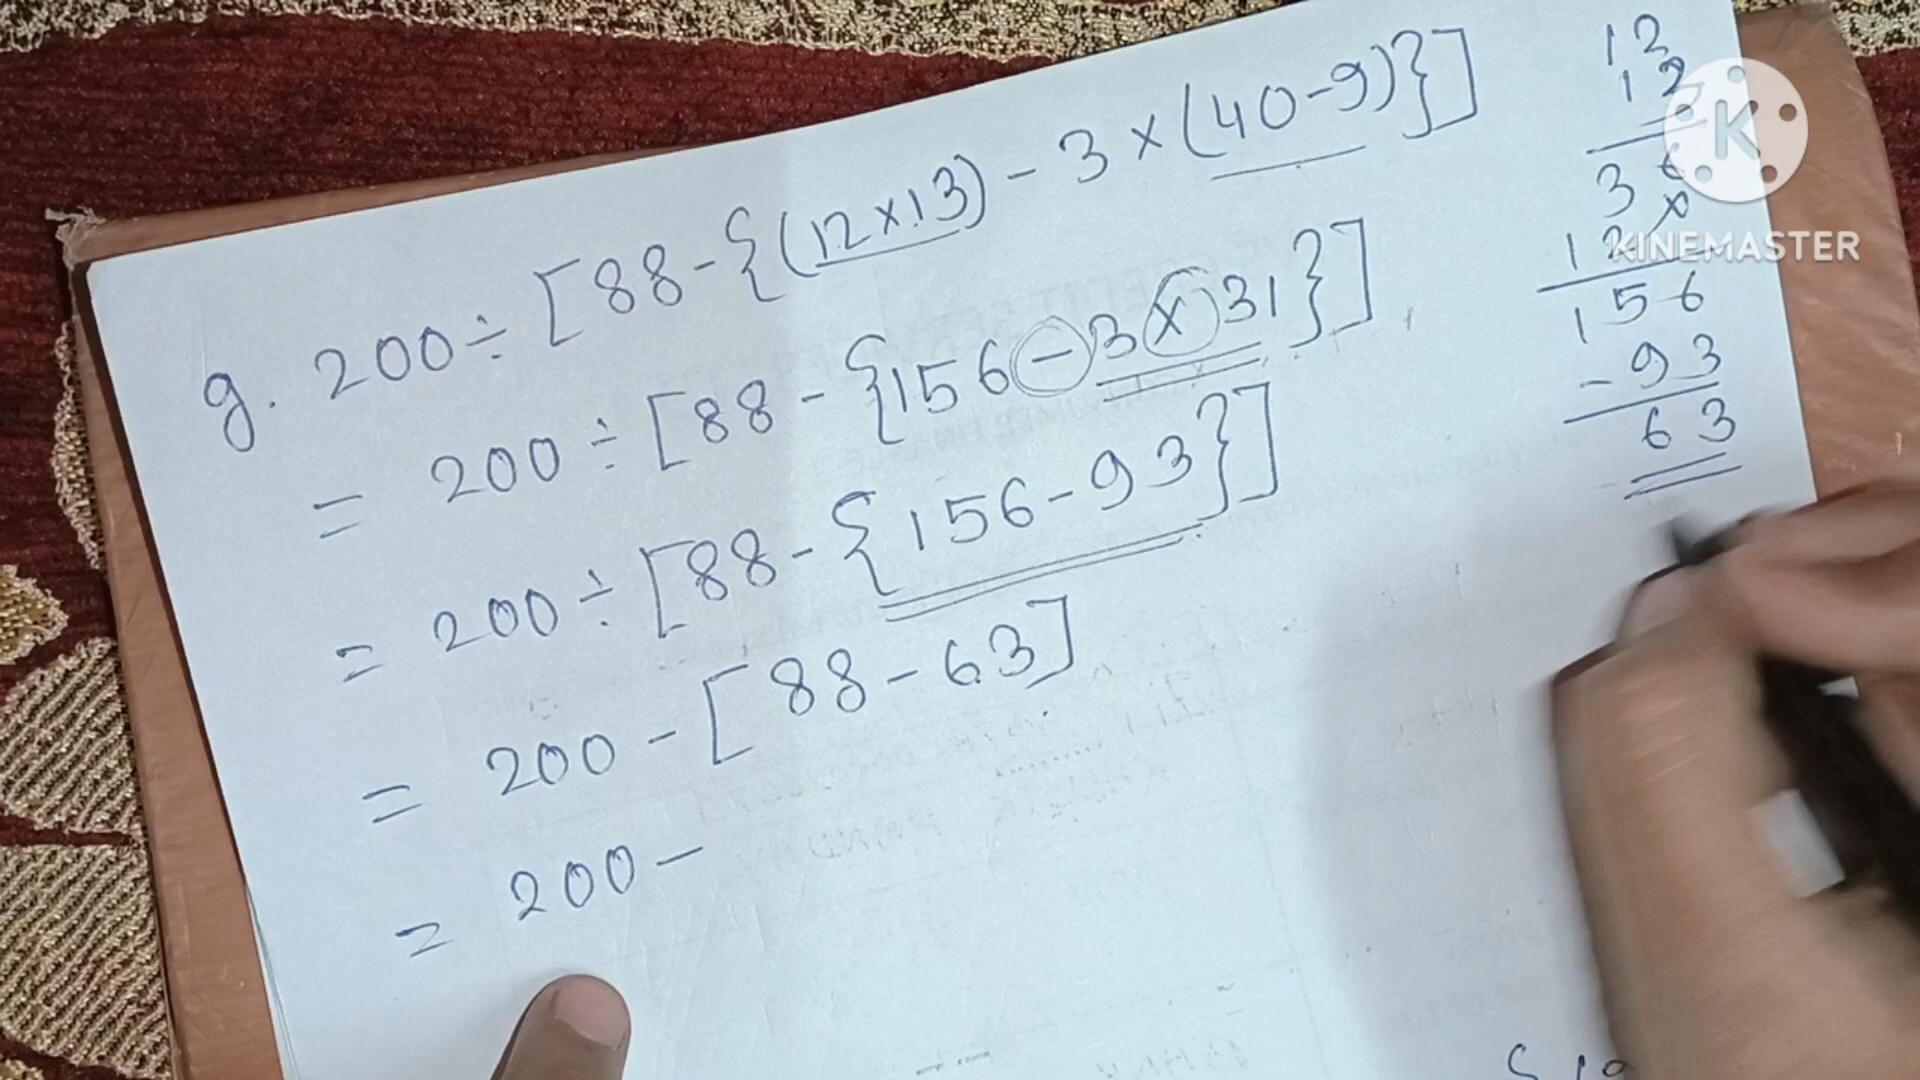 g. 200 ÷ [88 - {(12×13) - 3 × (40-9)}]
= 200 ÷ [88 - {156 - 3 × 31}]
= 200 ÷ [88 - {156 - 93}]
= 200 - [88 - 63]
= 200 -
12
36
12×
156
- 93
63
K
KINEMASTER